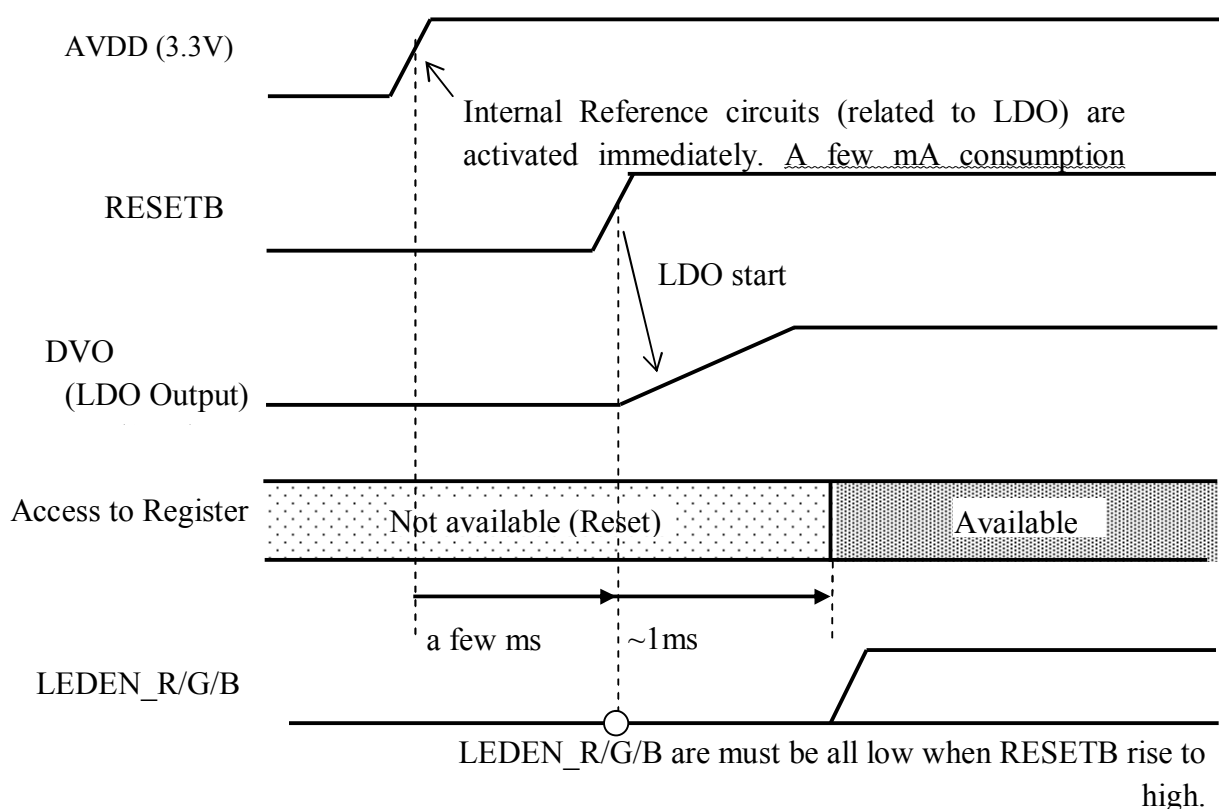 AVDD (3.3V)
Internal Reference circuits (related to LDO) are
activated immediately. A few mA consumption
RESETB
LDO start
DVO
(LDO Output)
Access to Register
Not available (Reset)
Available
a few ms
~1ms
LEDEN_R/G/B
LEDEN_R/G/B are must be all low when RESETB rise to
high.